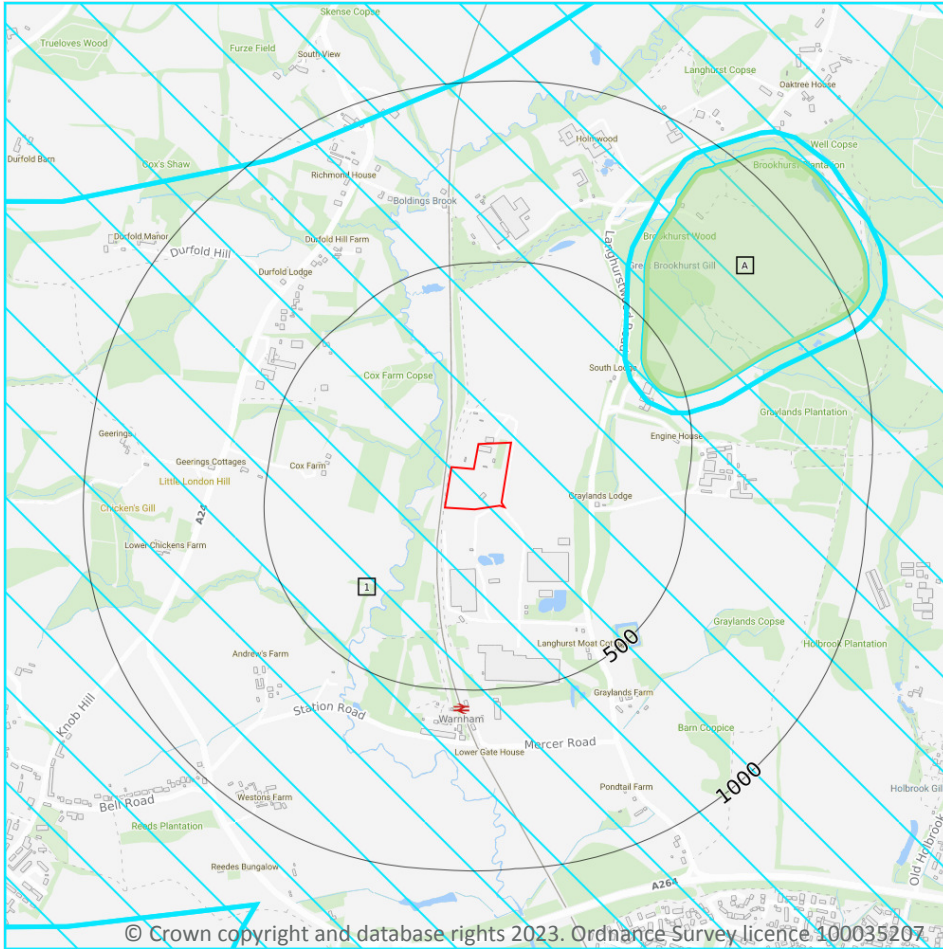 Skense Copse
Trueloves Wood
Furze Field
South View
Langhurst Copse
Oaktree House
Holmwood
Well Copse
Durfold Barn
Cox's Shaw
Brookhurst Plantation
Richmond House
Boldings Brook
Durfold Manor
Durfold Hill
Durfold Hill Farm
Brookhurst Wood
Durfold Lodge
Great Brookhurst Gill
A
Langhurstwood Road
South Lodge
Cox Farm Copse
Graylands Plantation
Geerings
Engine House
Geerings Cottages
Cox Farm
Little London Hill
Graylands Lodge
Chicken's Gill
A24
Lower Chickens Farm
1
Graylands Copse
Langhurst Moat Cott
Holbrook Plantation
500
Andrew's Farm
Graylands Farm
Knob Hill
Station Road
Warnham
Barn Coppice
Mercer Road
Lower Gate House
1000
Pondtail Farm
Westons Farm
Holbrook Gill
Bell Road
Reeds Plantation
Old Holbrook
Reedes Bungalow
A264
© Crown copyright and database rights 2023. Ordnance Survey licence 100035207.